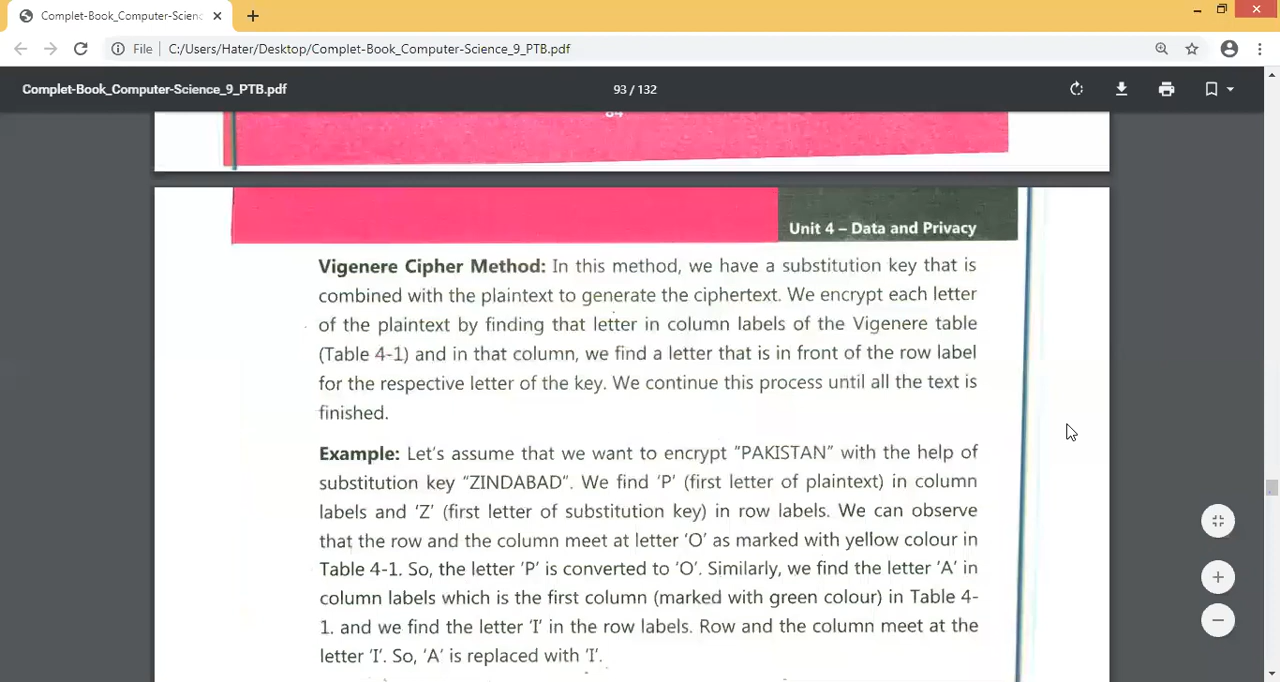 Complet-Book_Computer-Scienc
File
C:/Users/Hater/Desktop/Complet-Book_Computer-Science_9_PTB.pdf
Complet-Book_Computer-Science_9_PTB.pdf
93 / 132
Unit 4 – Data and Privacy
Vigenere Cipher Method: In this method, we have a substitution key that is
combined with the plaintext to generate the ciphertext. We encrypt each letter
of the plaintext by finding that letter in column labels of the Vigenere table
(Table 4-1) and in that column, we find a letter that is in front of the row label
for the respective letter of the key. We continue this process until all the text is
finished.
Example: Let's assume that we want to encrypt "PAKISTAN" with the help of
substitution key "ZINDABAD". We find 'P' (first letter of plaintext) in column
labels and 'Z' (first letter of substitution key) in row labels. We can observe
that the row and the column meet at letter 'O' as marked with yellow colour in
Table 4-1. So, the letter 'P' is converted to 'O'. Similarly, we find the letter 'A' in
column labels which is the first column (marked with green colour) in Table 4-
1. and we find the letter 'I' in the row labels. Row and the column meet at the
letter 'I'. So, 'A' is replaced with 'I'.